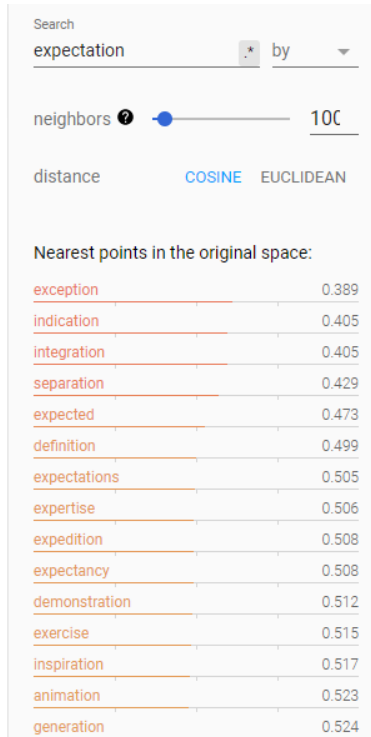 Search
expectation .* by
neighbors ? 100
distance COSINE EUCLIDEAN
Nearest points in the original space:
exception 0.389
indication 0.405
integration 0.405
separation 0.429
expected 0.473
definition 0.499
expectations 0.505
expertise 0.506
expedition 0.508
expectancy 0.508
demonstration 0.512
exercise 0.515
inspiration 0.517
animation 0.523
generation 0.524